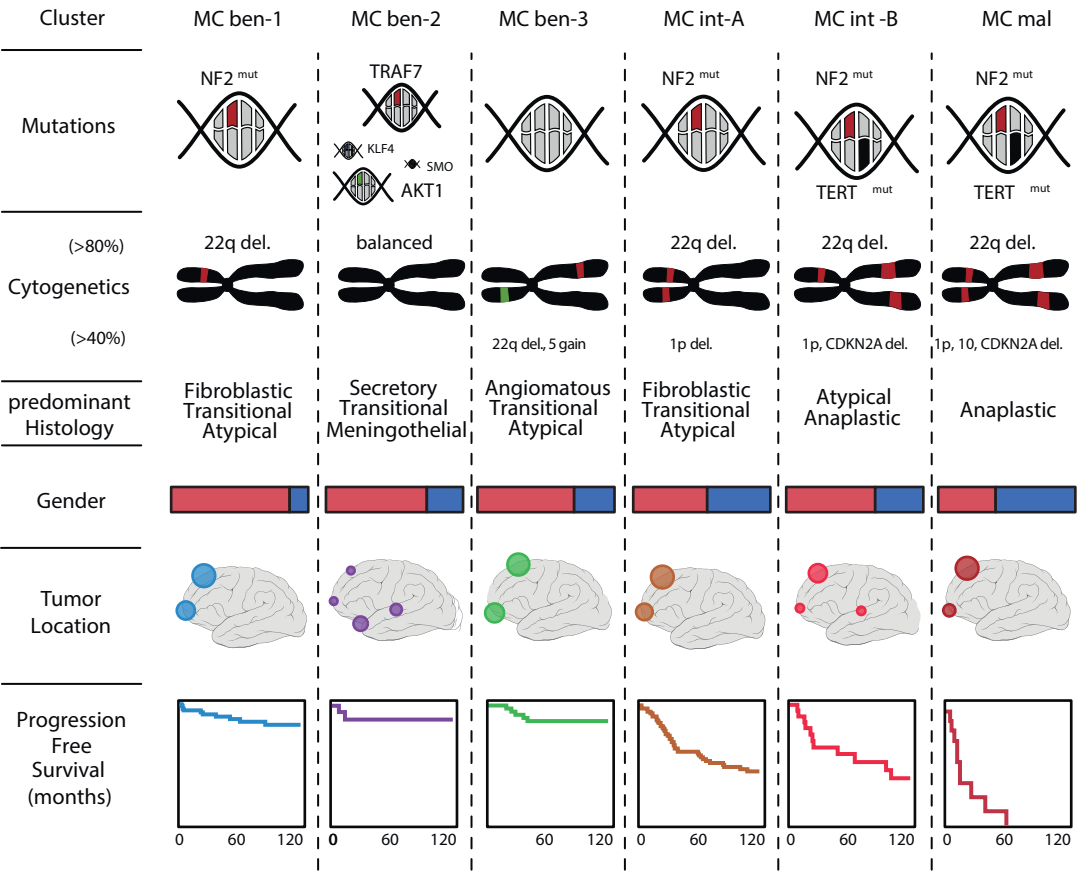 Cluster MC ben-1 MC ben-2 MC ben-3 MC int-A MC int -B MC mal
Mutations
NF2 mut
TRAF7
KLF4
SMO
AKT1
NF2 mut
NF2 mut
TERT mut
NF2 mut
TERT mut
(>80%)
Cytogenetics
(>40%)
22q del.
balanced
22q del., 5 gain
22q del.
1p del.
22q del.
1p, CDKN2A del.
22q del.
1p, 10, CDKN2A del.
predominant
Histology
Fibroblastic
Transitional
Atypical
Secretory
Transitional
Meningothelial
Angiomatous
Transitional
Atypical
Fibroblastic
Transitional
Atypical
Atypical
Anaplastic
Anaplastic
Gender
Tumor
Location
Progression
Free
Survival
(months)
0 60 120
0 60 120
0 60 120
0 60 120
0 60 120
0 60 120